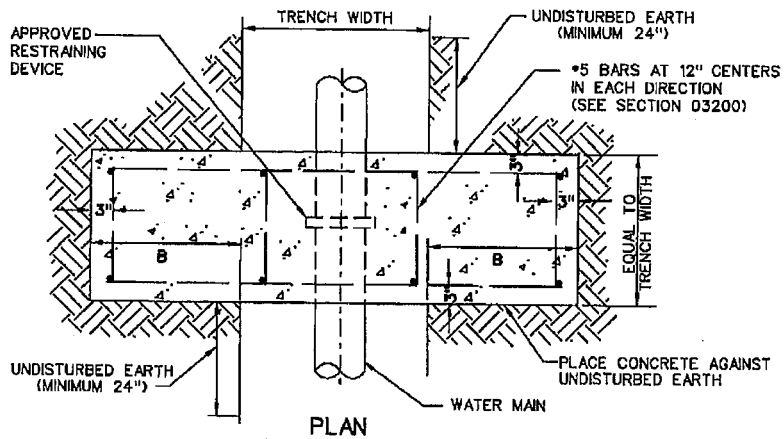 TRENCH WIDTH
UNDISTURBED EARTH
(MINIMUM 24")
APPROVED
RESTRAINING
DEVICE
•5 BARS AT 12" CENTERS
IN EACH DIRECTION
(SEE SECTION 03200)
3"
3"
3"
B
B
3"
EQUAL TO
TRENCH WIDTH
UNDISTURBED EARTH
(MINIMUM 24")
PLACE CONCRETE AGAINST
UNDISTURBED EARTH
WATER MAIN
PLAN